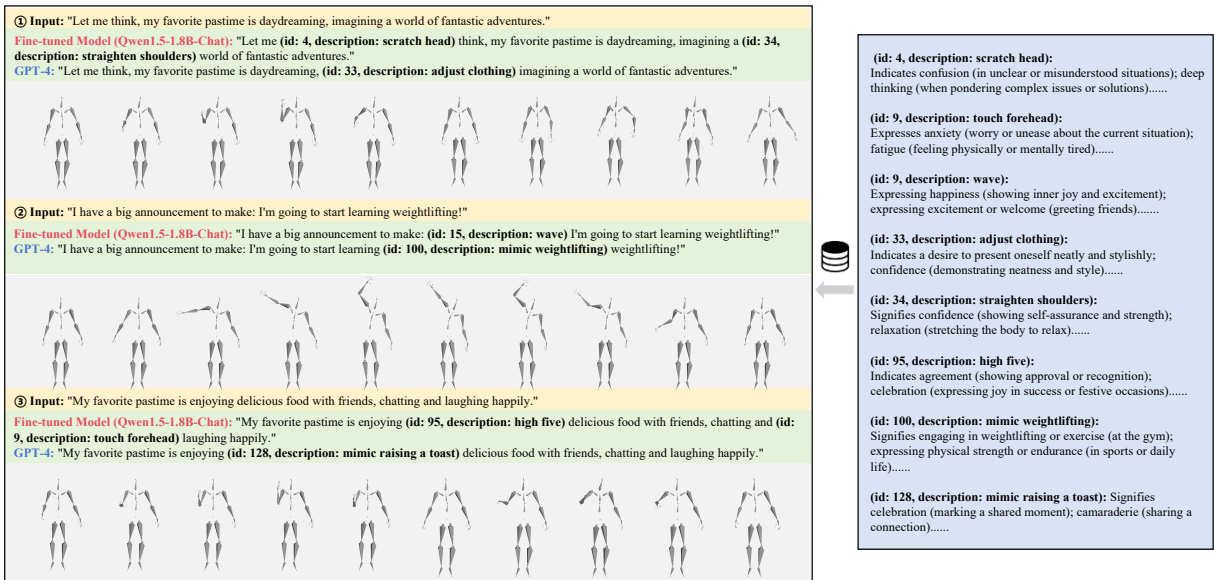 ① Input: "Let me think, my favorite pastime is daydreaming, imagining a world of fantastic adventures."
Fine-tuned Model (Qwen1.5-1.8B-Chat): "Let me (id: 4, description: scratch head) think, my favorite pastime is daydreaming, imagining a (id: 34,
description: straighten shoulders) world of fantastic adventures."
GPT-4: "Let me think, my favorite pastime is daydreaming, (id: 33, description: adjust clothing) imagining a world of fantastic adventures."
② Input: "I have a big announcement to make: I'm going to start learning weightlifting!"
Fine-tuned Model (Qwen1.5-1.8B-Chat): "I have a big announcement to make: (id: 15, description: wave) I'm going to start learning weightlifting!"
GPT-4: "I have a big announcement to make: I'm going to start learning (id: 100, description: mimic weightlifting) weightlifting!"
③ Input: "My favorite pastime is enjoying delicious food with friends, chatting and laughing happily."
Fine-tuned Model (Qwen1.5-1.8B-Chat): "My favorite pastime is enjoying (id: 95, description: high five) delicious food with friends, chatting and (id:
9, description: touch forehead) laughing happily."
GPT-4: "My favorite pastime is enjoying (id: 128, description: mimic raising a toast) delicious food with friends, chatting and laughing happily."
(id: 4, description: scratch head):
Indicates confusion (in unclear or misunderstood situations); deep
thinking (when pondering complex issues or solutions)......
(id: 9, description: touch forehead):
Expresses anxiety (worry or unease about the current situation);
fatigue (feeling physically or mentally tired)......
(id: 9, description: wave):
Expressing happiness (showing inner joy and excitement);
expressing excitement or welcome (greeting friends).......
(id: 33, description: adjust clothing):
Indicates a desire to present oneself neatly and stylishly;
confidence (demonstrating neatness and style)......
(id: 34, description: straighten shoulders):
Signifies confidence (showing self-assurance and strength);
relaxation (stretching the body to relax)......
(id: 95, description: high five):
Indicates agreement (showing approval or recognition);
celebration (expressing joy in success or festive occasions)......
(id: 100, description: mimic weightlifting):
Signifies engaging in weightlifting or exercise (at the gym);
expressing physical strength or endurance (in sports or daily
life)......
(id: 128, description: mimic raising a toast): Signifies
celebration (marking a shared moment); camaraderie (sharing a
connection)......